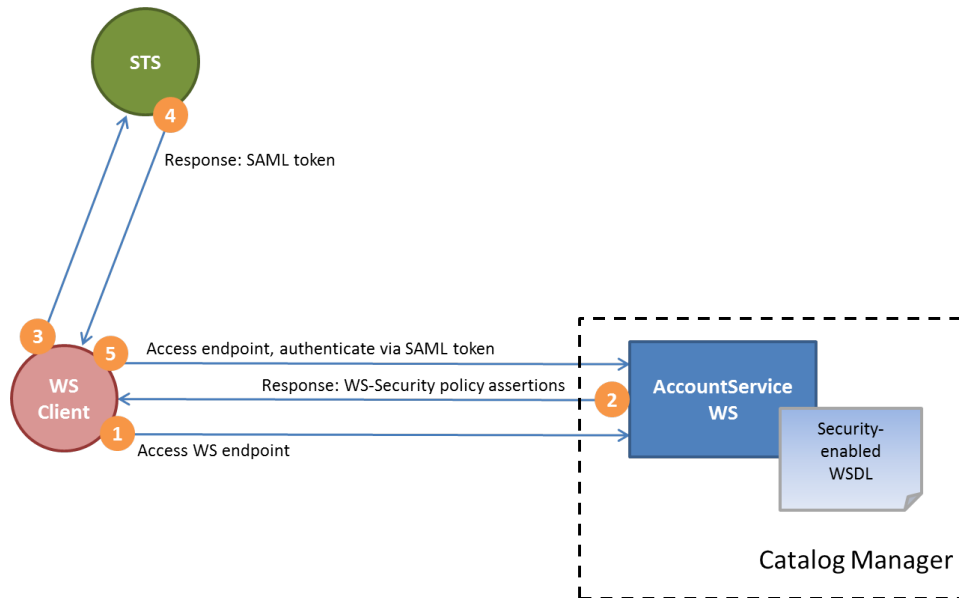 STS
4
Response: SAML token
3
5
Access endpoint, authenticate via SAML token
WS
Client
Response: WS-Security policy assertions
2
AccountService
WS
1
Access WS endpoint
Security-
enabled
WSDL
Catalog Manager